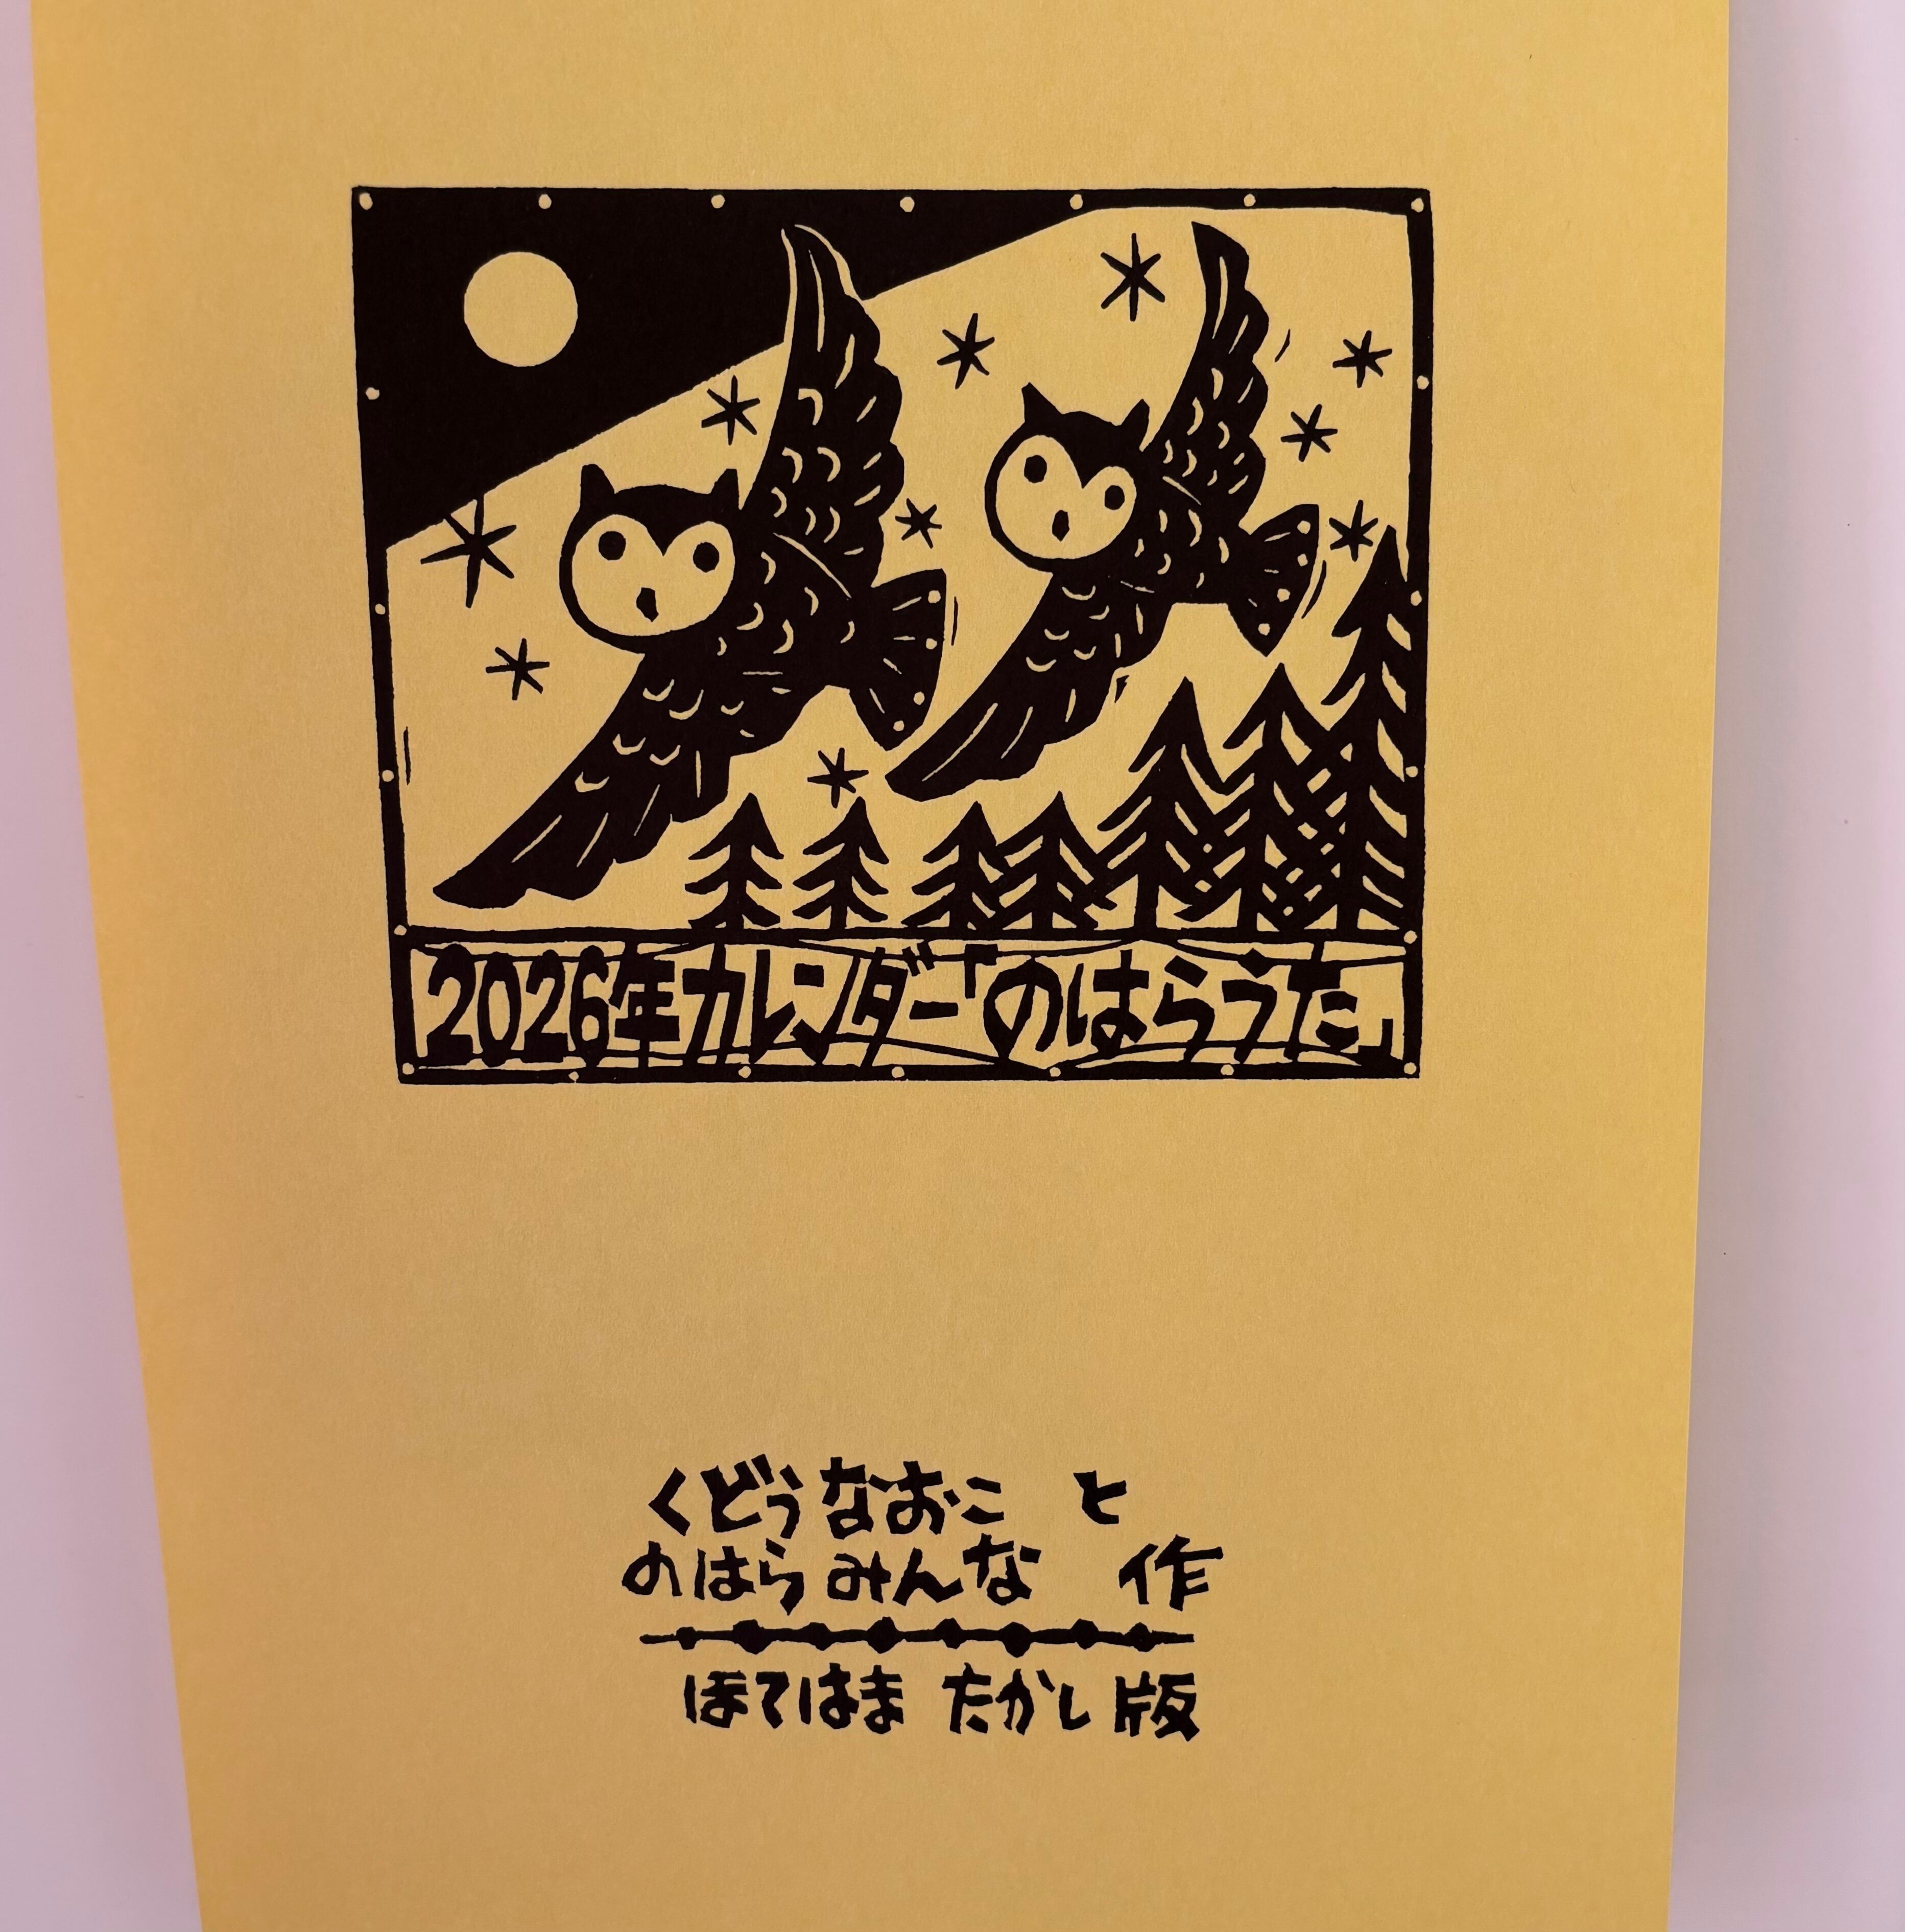 2026年カレンダー「のはらうた」
くどうなおこ と
のはらみんな 作
ほてはま たかし 版